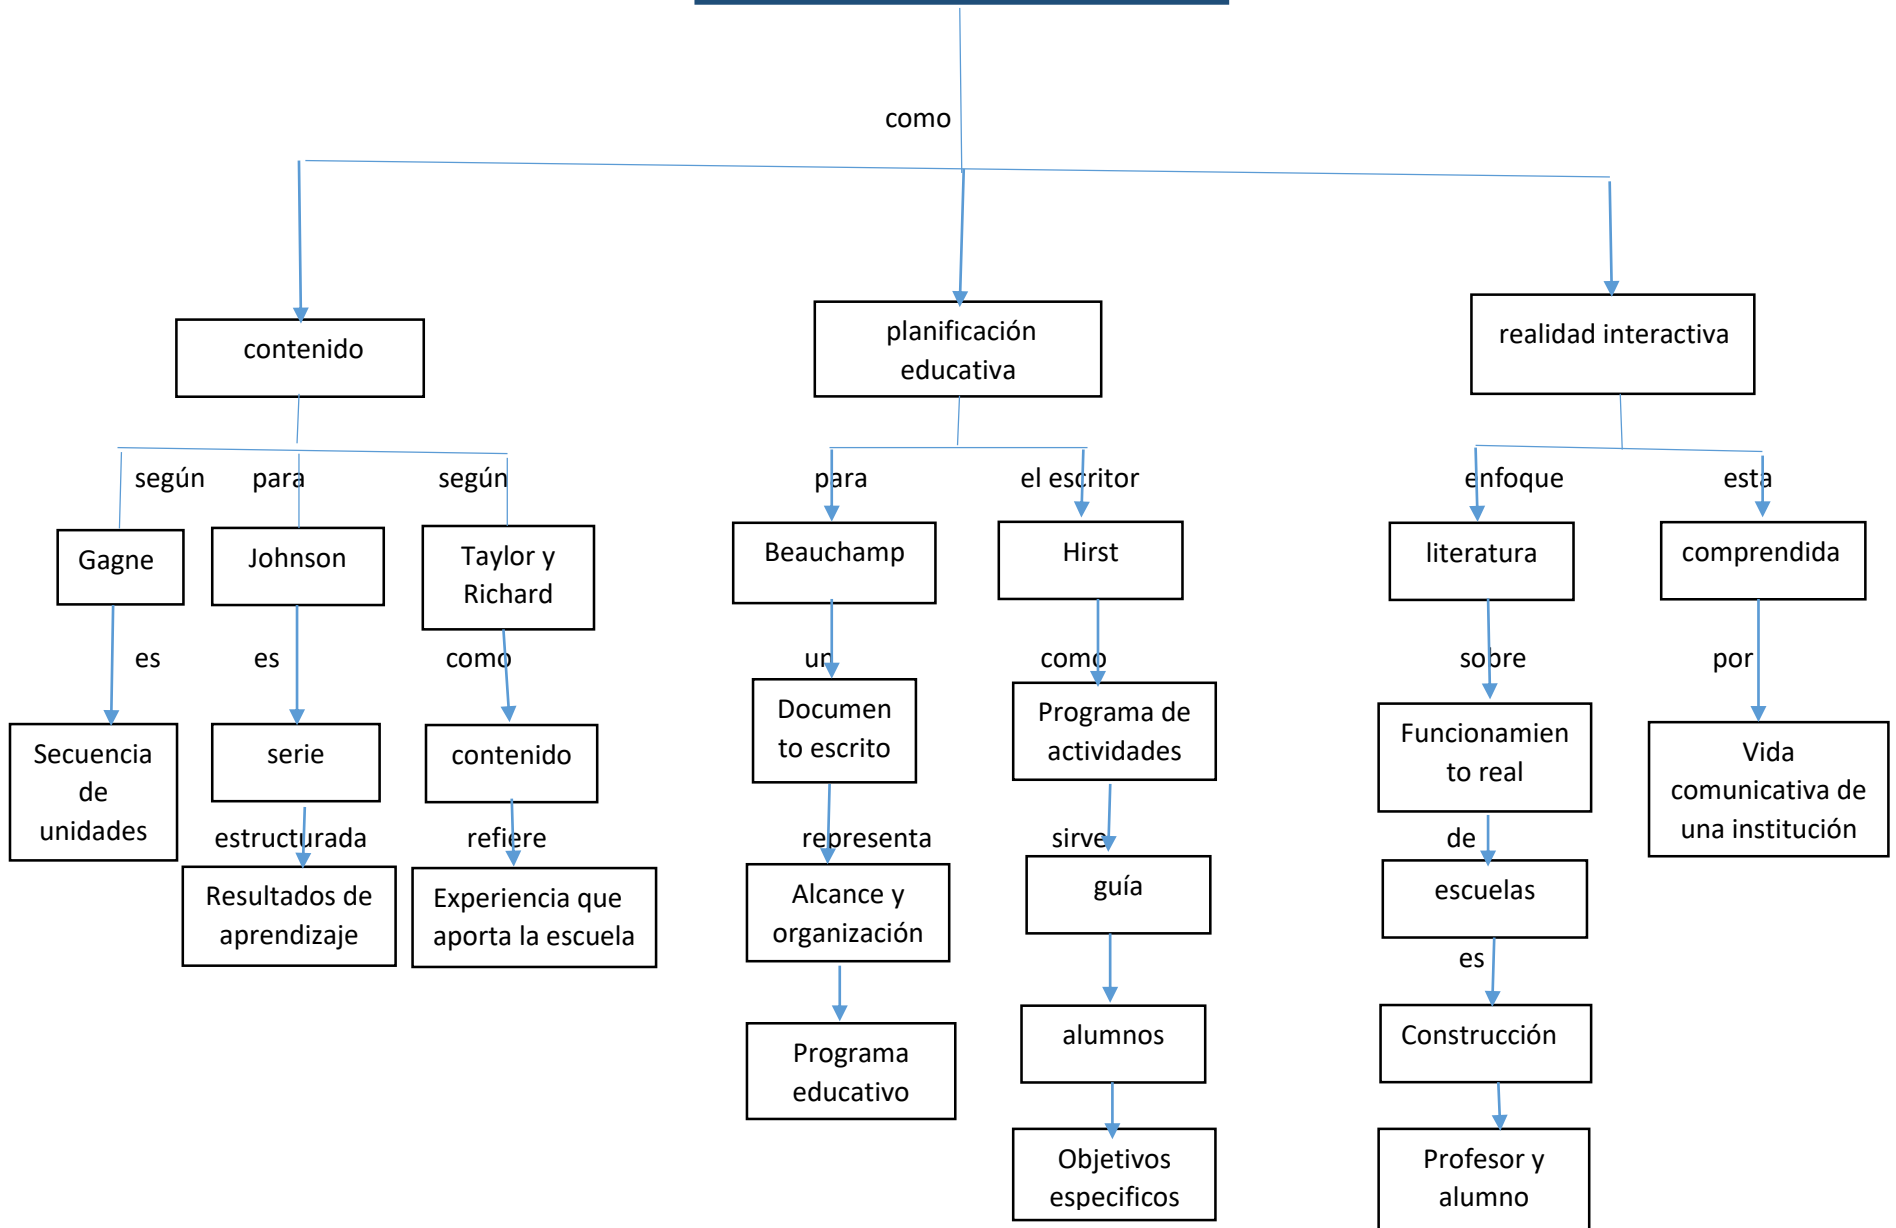 como
contenido
planificación
educativa
realidad interactiva
según
para
según
para
el escritor
enfoque
esta
Gagne
Johnson
Taylor y
Richard
Beauchamp
Hirst
literatura
comprendida
es
es
como
un
como
sobre
por
Secuencia
de
unidades
serie
contenido
Documen
to escrito
Programa de
actividades
Funcionamien
to real
Vida
comunicativa de
una institución
estructurada
refiere
representa
sirve
de
Resultados de
aprendizaje
Experiencia que
aporta la escuela
Alcance y
organización
guía
escuelas
es
Programa
educativo
alumnos
Construcción
Objetivos
especificos
Profesor y
alumno